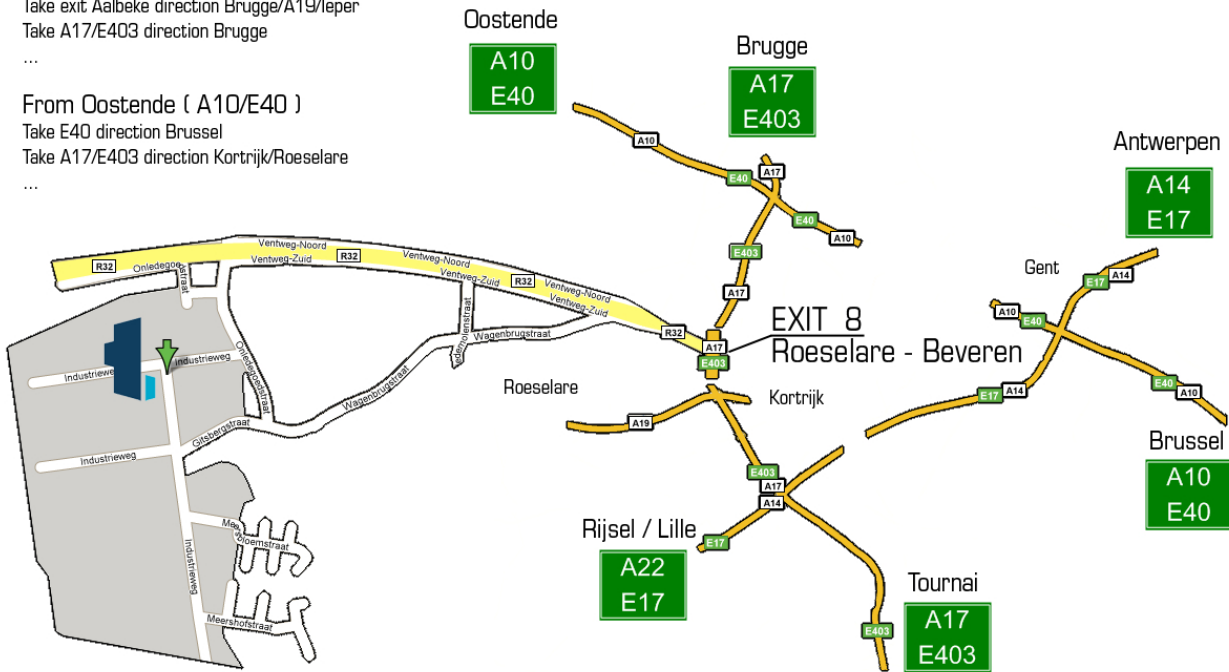 Take exit Aalbeke direction Brugge/A19/Ieper
Take A17/E403 direction Brugge
...
From Oostende ( A10/E40 )
Take E40 direction Brussel
Take A17/E403 direction Kortrijk/Roeselare
...
Oostende
A10
E40
Brugge
A17
E403
Antwerpen
A14
E17
A10
E40
A17
E40
A10
E403
A17
Gent
E17
A14
A10
E40
E40
A10
E17
A14
Brussel
A10
E40
EXIT 8
Roeselare - Beveren
A17
E403
Roeselare
Kortrijk
A19
E403
A17
A14
E17
Rijsel / Lille
A22
E17
E403
Tournai
A17
E403
R32
Ventweg-Noord
R32
Ventweg-Noord
Onledegoedstraat
Ventweg-Zuid
Ventweg-Zuid
R32
Ventweg-Noord
Ventweg-Zuid
R32
Wagenbrugstraat
Industrieweg
Onledegoedstraat
Wagenbrugstraat
Gitsbergstraat
Industrieweg
Industrieweg
Meershofstraat